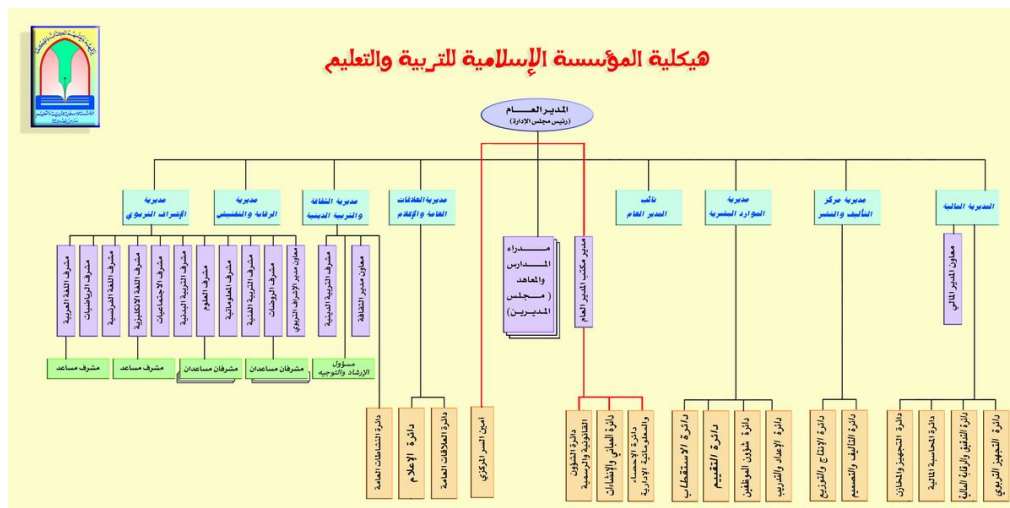 هيكلية المؤسسة الإسلامية للتربية والتعليم
المدير العـــام
(رئيس مجلس الإدارة)
المديرية المالية
مديرية مركز
التأليف والنشر
مديرية
الموارد البشرية
نائب
المدير العام
مديرية العلاقات
العامة والإعلام
مديرية الثقافة
والتربية الدينية
مديرية
الرقابة والتفتيش
مديرية
الإشراف التربوي
معاون المدير المالي
مدير مكتب المدير العام
مـــدراء
المـدارس
والمعاهد
( مجـلس
المديرين)
معاون مدير الثقافة
مشرف التربية الدينية
معاون مدير الإشراف التربوي
مشرف الروضات
مشرف التربية الفنية
مشرف المعلوماتية
مشرف العلوم
مشرف التربية البدنية
مشرف الاجتماعيات
مشرف اللغة الانكليزية
مشرف اللغة الفرنسية
مشرف الرياضيات
مشرف اللغة العربية
مسؤول
الإرشاد والتوجيه
مشرفان مساعدان
مشرفان مساعدان
مشرف مساعد
مشرف مساعد
دائرة التجهيز التربوي
دائرة التدقيق والرقابة المالية
دائرة المحاسبة المالية
دائرة التجهيز والمخازن
دائرة التأليف والتصميم
دائرة الإنتاج والتوزيع
دائرة الإعداد والتدريب
دائرة شؤون الموظفين
دائرة التقييم
دائرة الاستقطاب
دائرة الاحصاء
والمعلوماتية الإدارية
دائرة المباني والإنشاءات
دائرة الشؤون
القانونية والرسمية
أمين السر المركزي
دائرة العلاقات العامة
دائرة الإعلام
دائرة النشاطات العامة